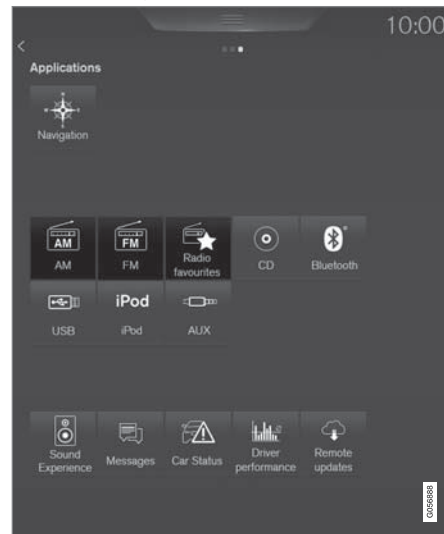 10:00
Applications
Navigation
AM
FM
AM
FM
Radio
favourites
CD
Bluetooth
iPod
USB
iPod
AUX
Sound
Experience
Messages
Car Status
Driver
performance
Remote
updates
G056888